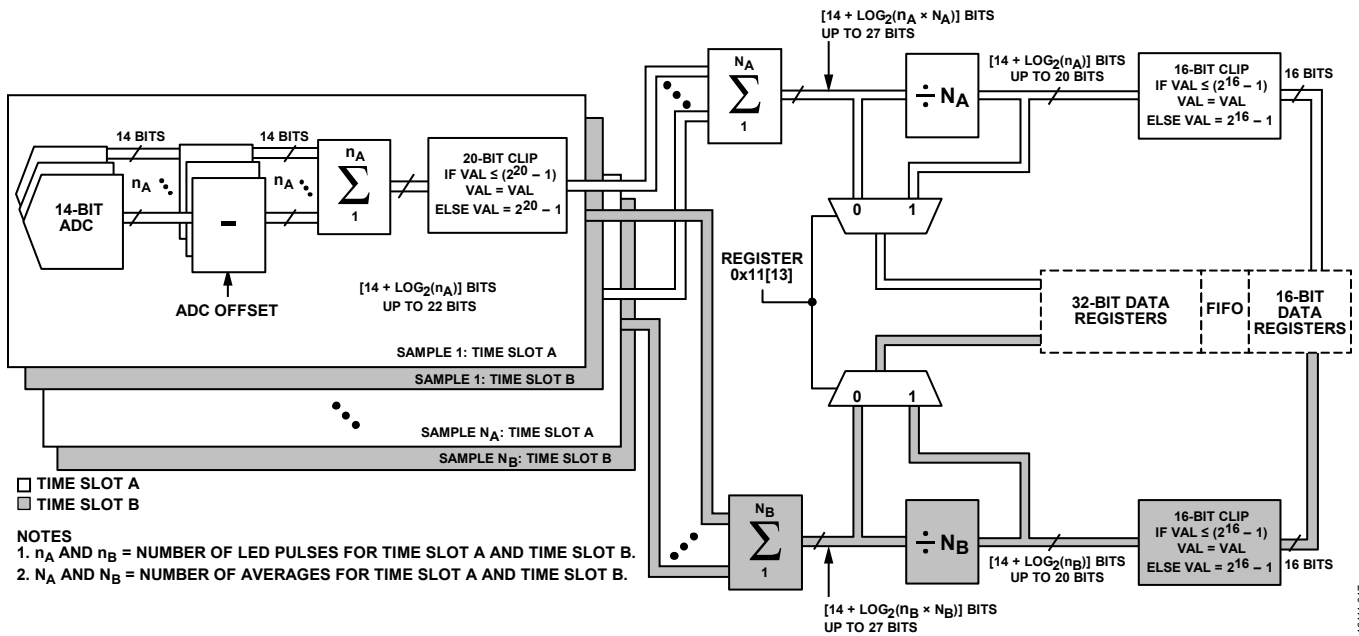 [14 + LOG2(nA × NA)] BITS
UP TO 27 BITS
NA
Σ
1
÷ NA
[14 + LOG2(nA)] BITS
UP TO 20 BITS
16-BIT CLIP
IF VAL ≤ (2^16 – 1)
VAL = VAL
ELSE VAL = 2^16 – 1
16 BITS
14 BITS
14 BITS
nA
nA
14-BIT
ADC
–
ADC OFFSET
nA
Σ
1
20-BIT CLIP
IF VAL ≤ (2^20 – 1)
VAL = VAL
ELSE VAL = 2^20 – 1
[14 + LOG2(nA)] BITS
UP TO 22 BITS
SAMPLE 1: TIME SLOT A
SAMPLE 1: TIME SLOT B
SAMPLE NA: TIME SLOT A
SAMPLE NB: TIME SLOT B
0 1
REGISTER
0x11[13]
32-BIT DATA
REGISTERS
FIFO
16-BIT
DATA
REGISTERS
0 1
TIME SLOT A
TIME SLOT B
NOTES
1. nA AND nB = NUMBER OF LED PULSES FOR TIME SLOT A AND TIME SLOT B.
2. NA AND NB = NUMBER OF AVERAGES FOR TIME SLOT A AND TIME SLOT B.
NB
Σ
1
÷ NB
[14 + LOG2(nB)] BITS
UP TO 20 BITS
16-BIT CLIP
IF VAL ≤ (2^16 – 1)
VAL = VAL
ELSE VAL = 2^16 – 1
16 BITS
[14 + LOG2(nB × NB)] BITS
UP TO 27 BITS